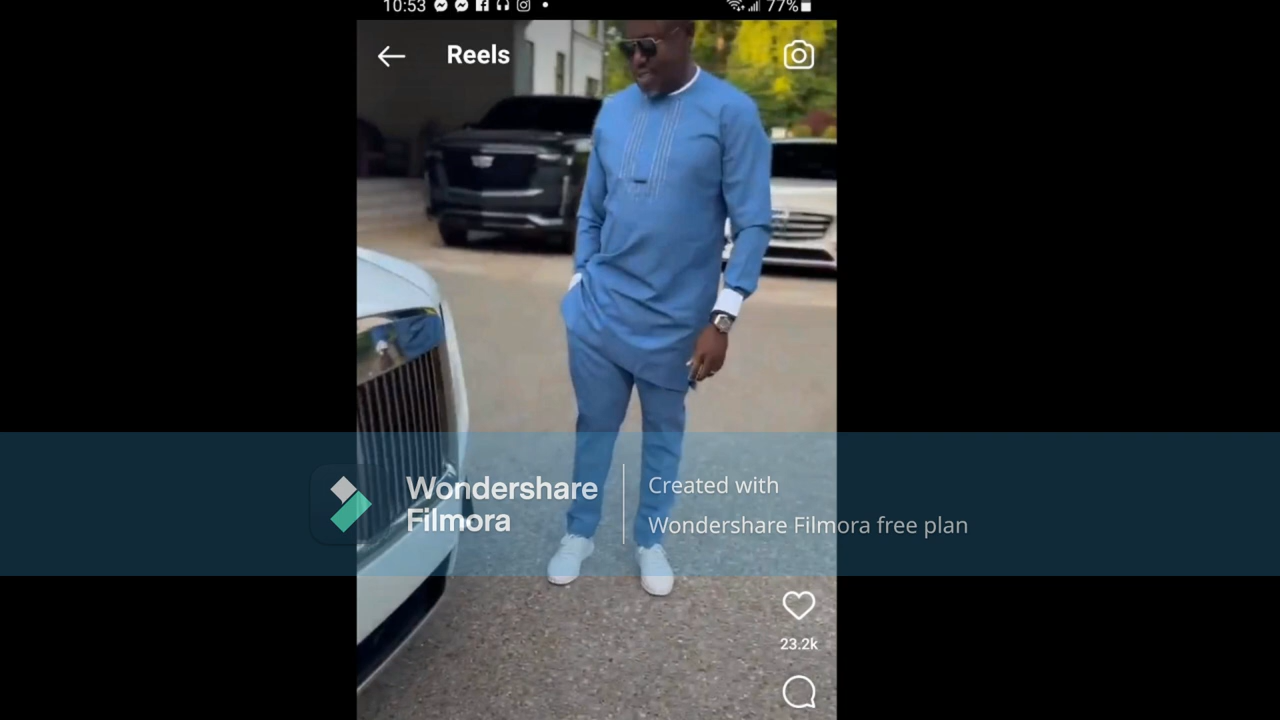 10:53
77%
Reels
Wondershare
Filmora
Created with
Wondershare Filmora free plan
23.2k